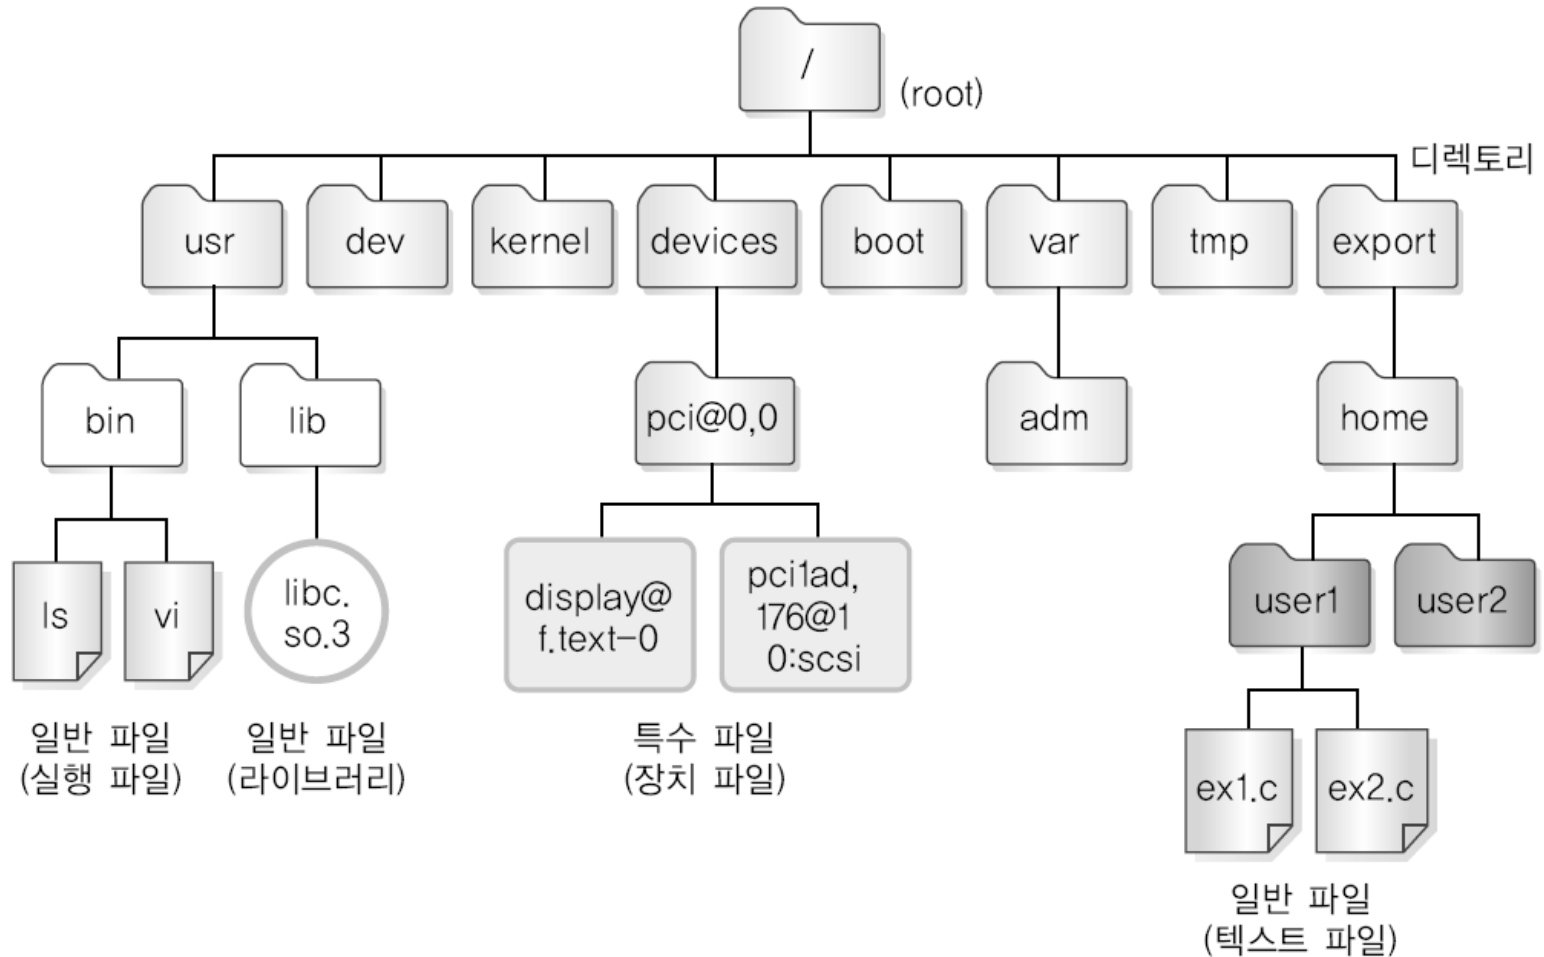 /
(root)
디렉토리
usr
dev
kernel
devices
boot
var
tmp
export
bin
lib
pci@0,0
adm
home
ls
vi
libc.
so.3
display@
f.text-0
pci1ad,
176@1
0:scsi
user1
user2
일반 파일
(실행 파일)
일반 파일
(라이브러리)
특수 파일
(장치 파일)
ex1.c
ex2.c
일반 파일
(텍스트 파일)